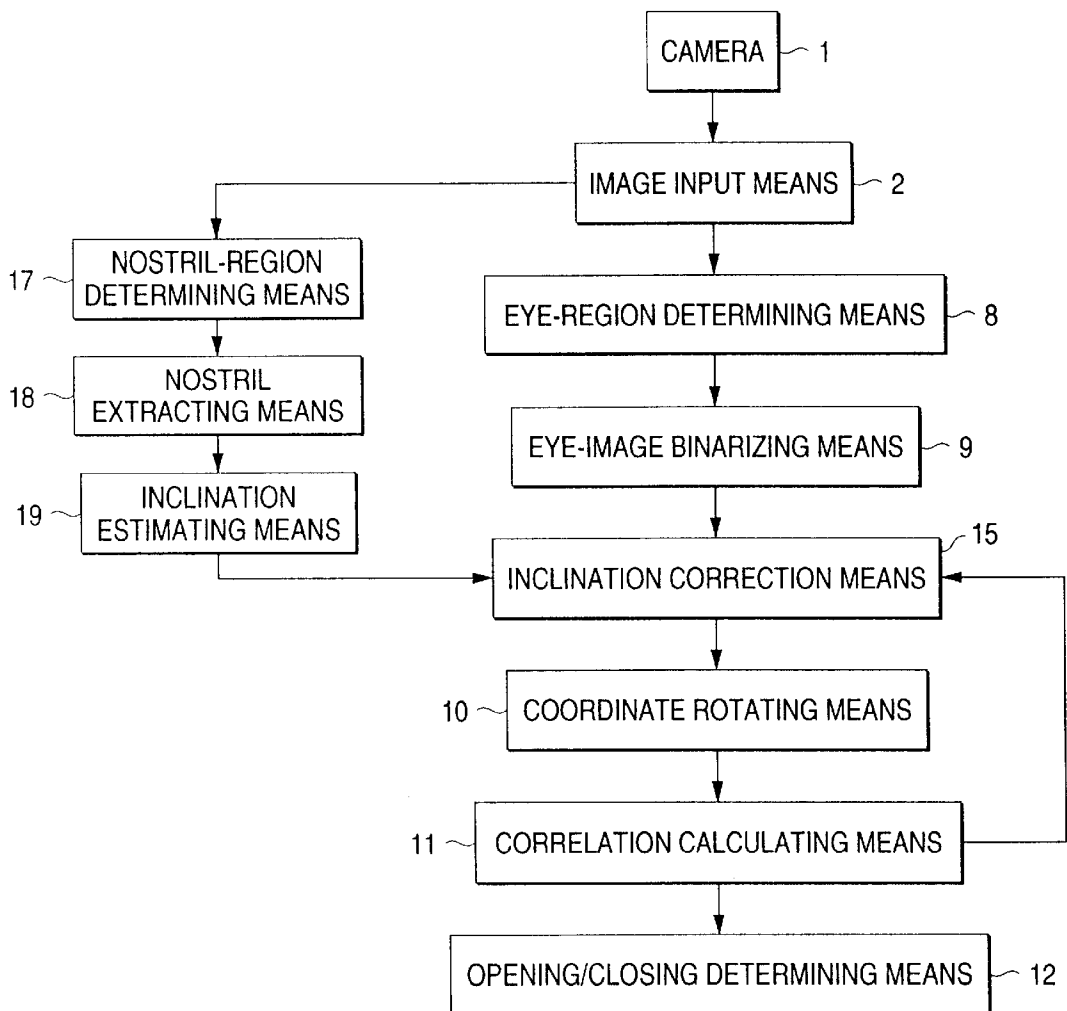 CAMERA
1
IMAGE INPUT MEANS
2
17
NOSTRIL-REGION
DETERMINING MEANS
EYE-REGION DETERMINING MEANS
8
18
NOSTRIL
EXTRACTING MEANS
EYE-IMAGE BINARIZING MEANS
9
19
INCLINATION
ESTIMATING MEANS
15
INCLINATION CORRECTION MEANS
10
COORDINATE ROTATING MEANS
11
CORRELATION CALCULATING MEANS
OPENING/CLOSING DETERMINING MEANS
12